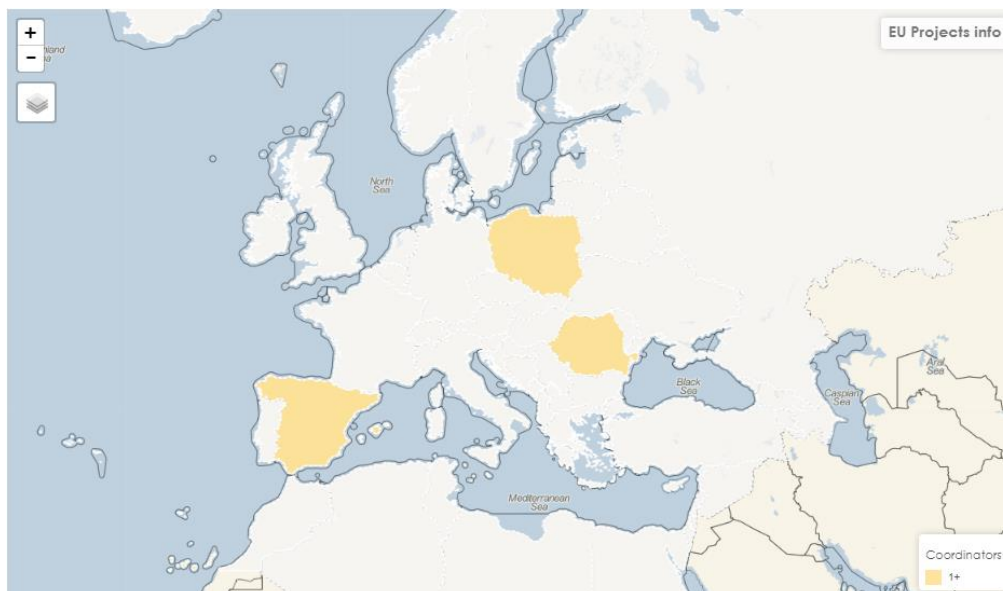 +
EU Projects info
−
North
Sea
Aral
Sea
Black
Sea
Caspian
Sea
Mediterranean
Sea
Coordinators
1+